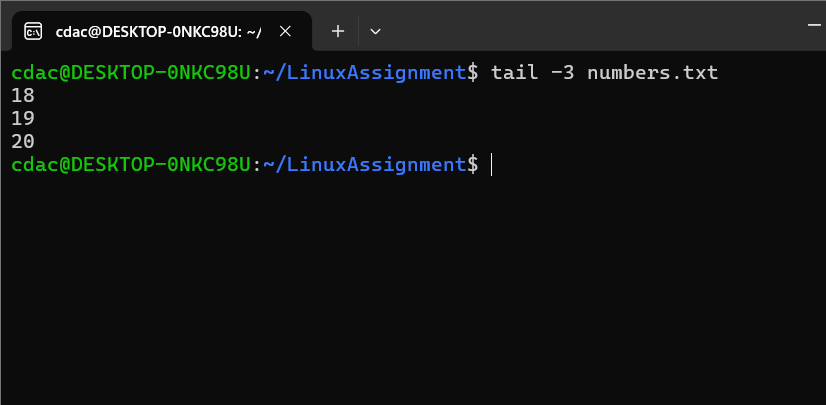 cdac@DESKTOP-0NKC98U: ~/
cdac@DESKTOP-0NKC98U:~/LinuxAssignment$ tail -3 numbers.txt
18
19
20
cdac@DESKTOP-0NKC98U:~/LinuxAssignment$